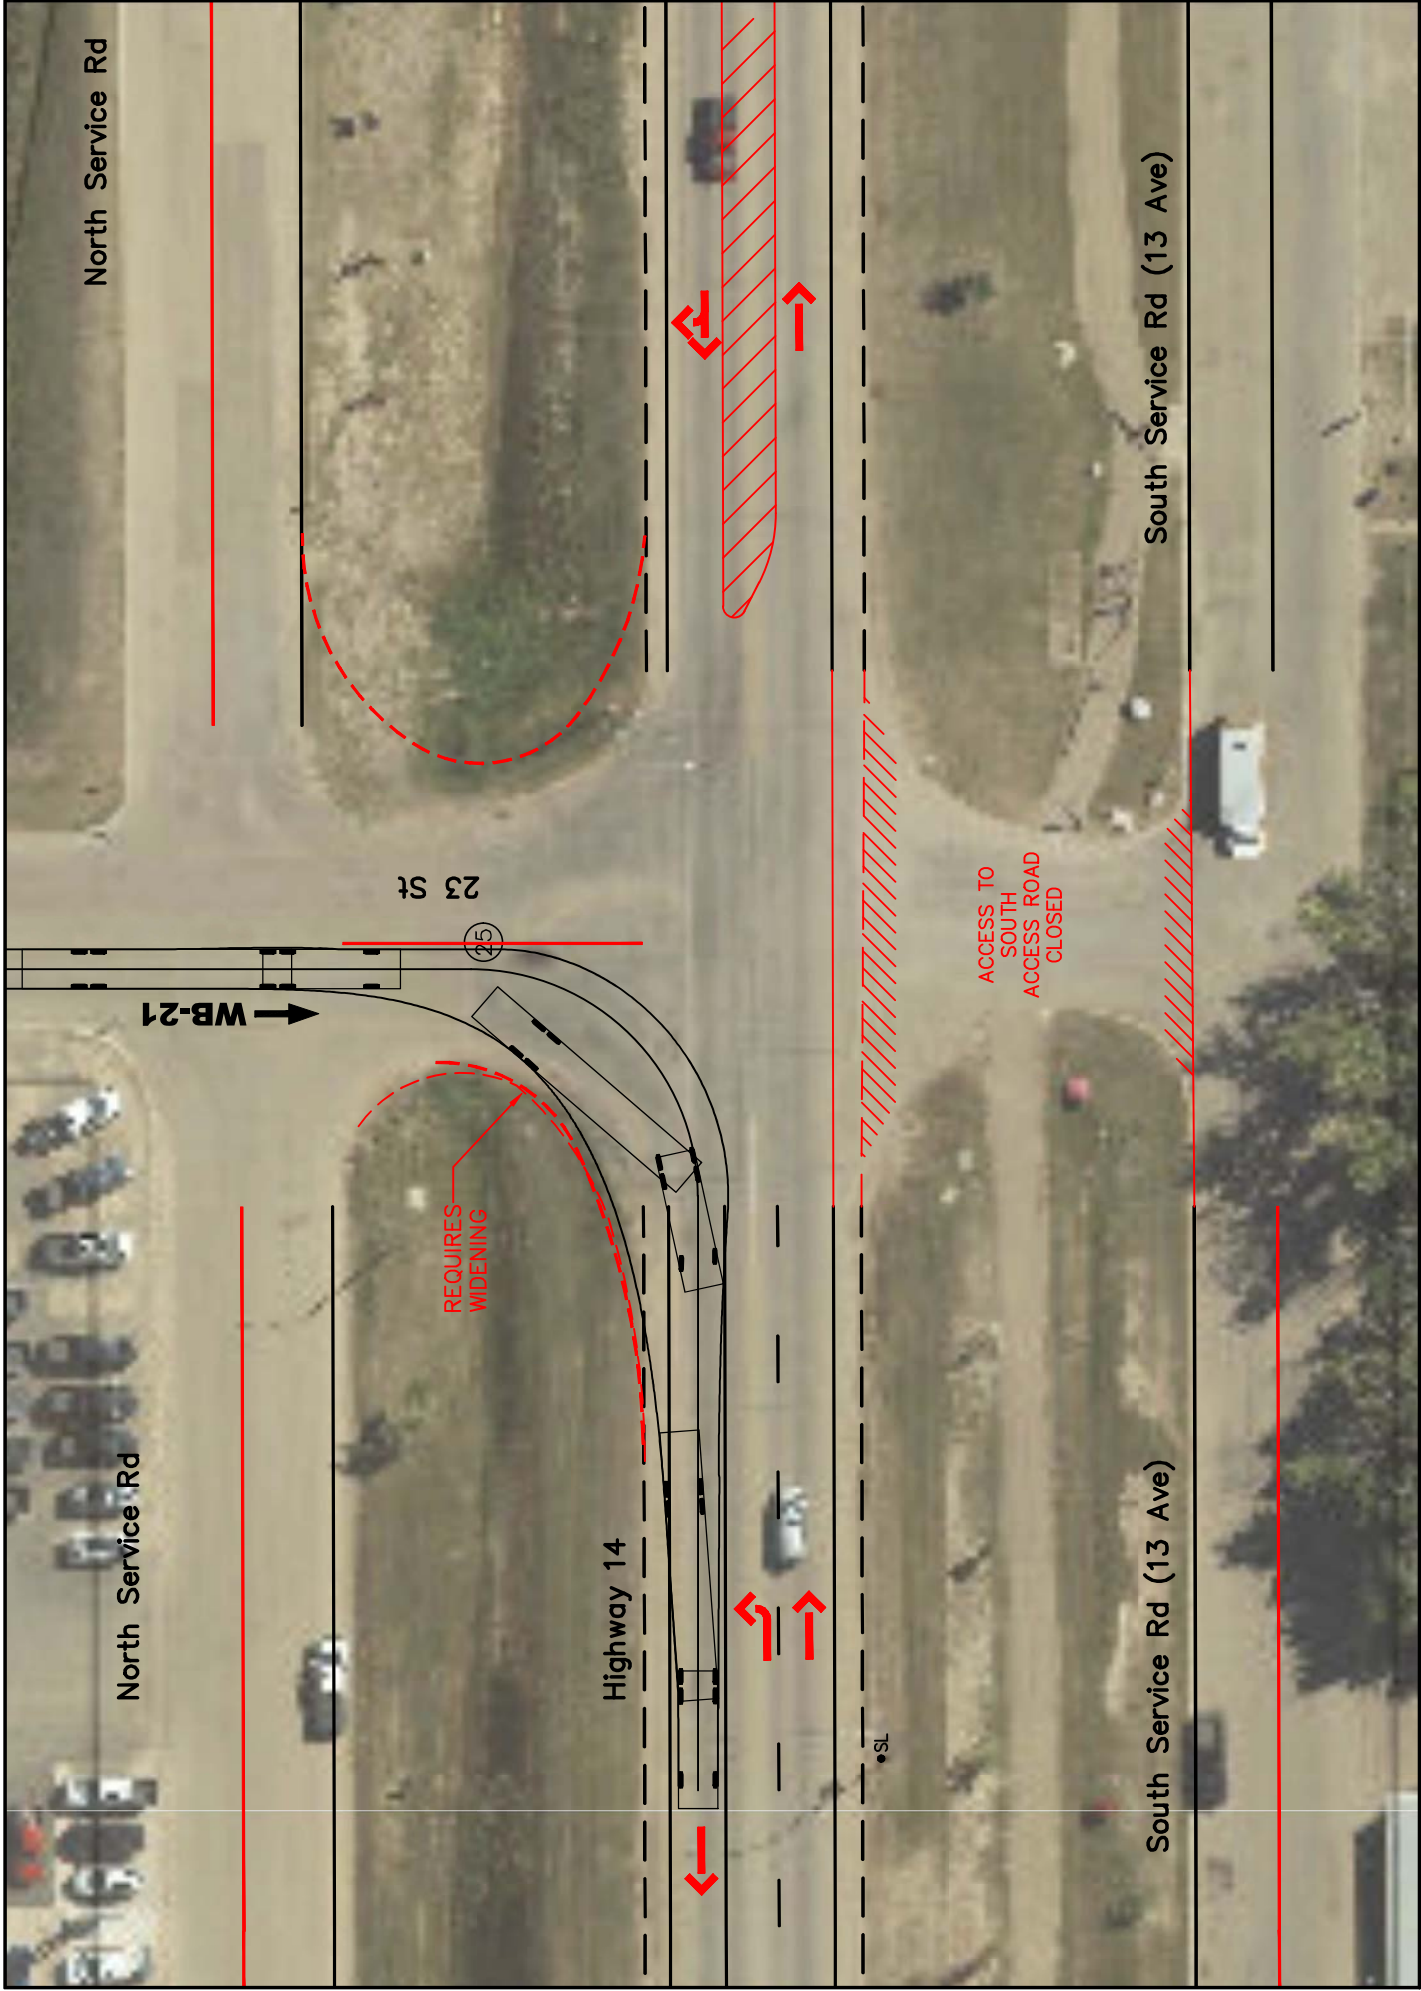 North Service Rd
North Service Rd
23 St
25
WB-21
REQUIRES
WIDENING
Highway 14
ACCESS TO
SOUTH
ACCESS ROAD
CLOSED
South Service Rd (13 Ave)
South Service Rd (13 Ave)
SL